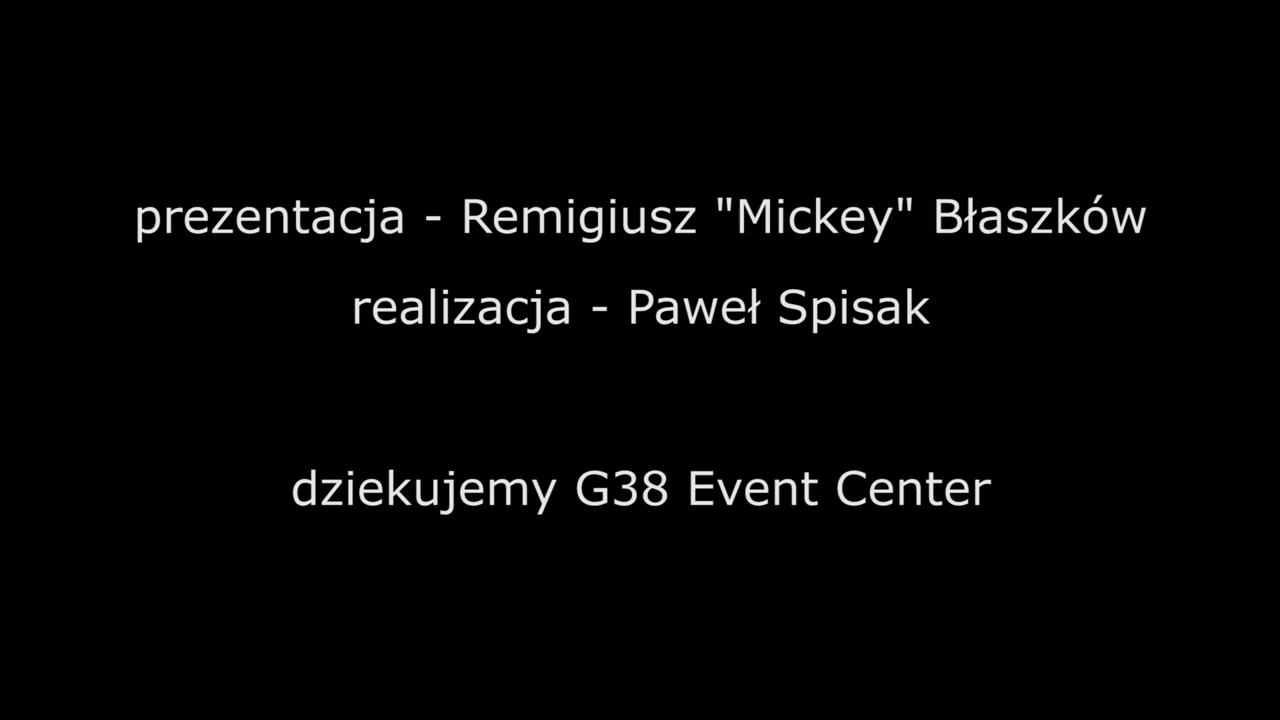 prezentacja - Remigiusz "Mickey" Błaszków
realizacja - Paweł Spisak
dziekujemy G38 Event Center